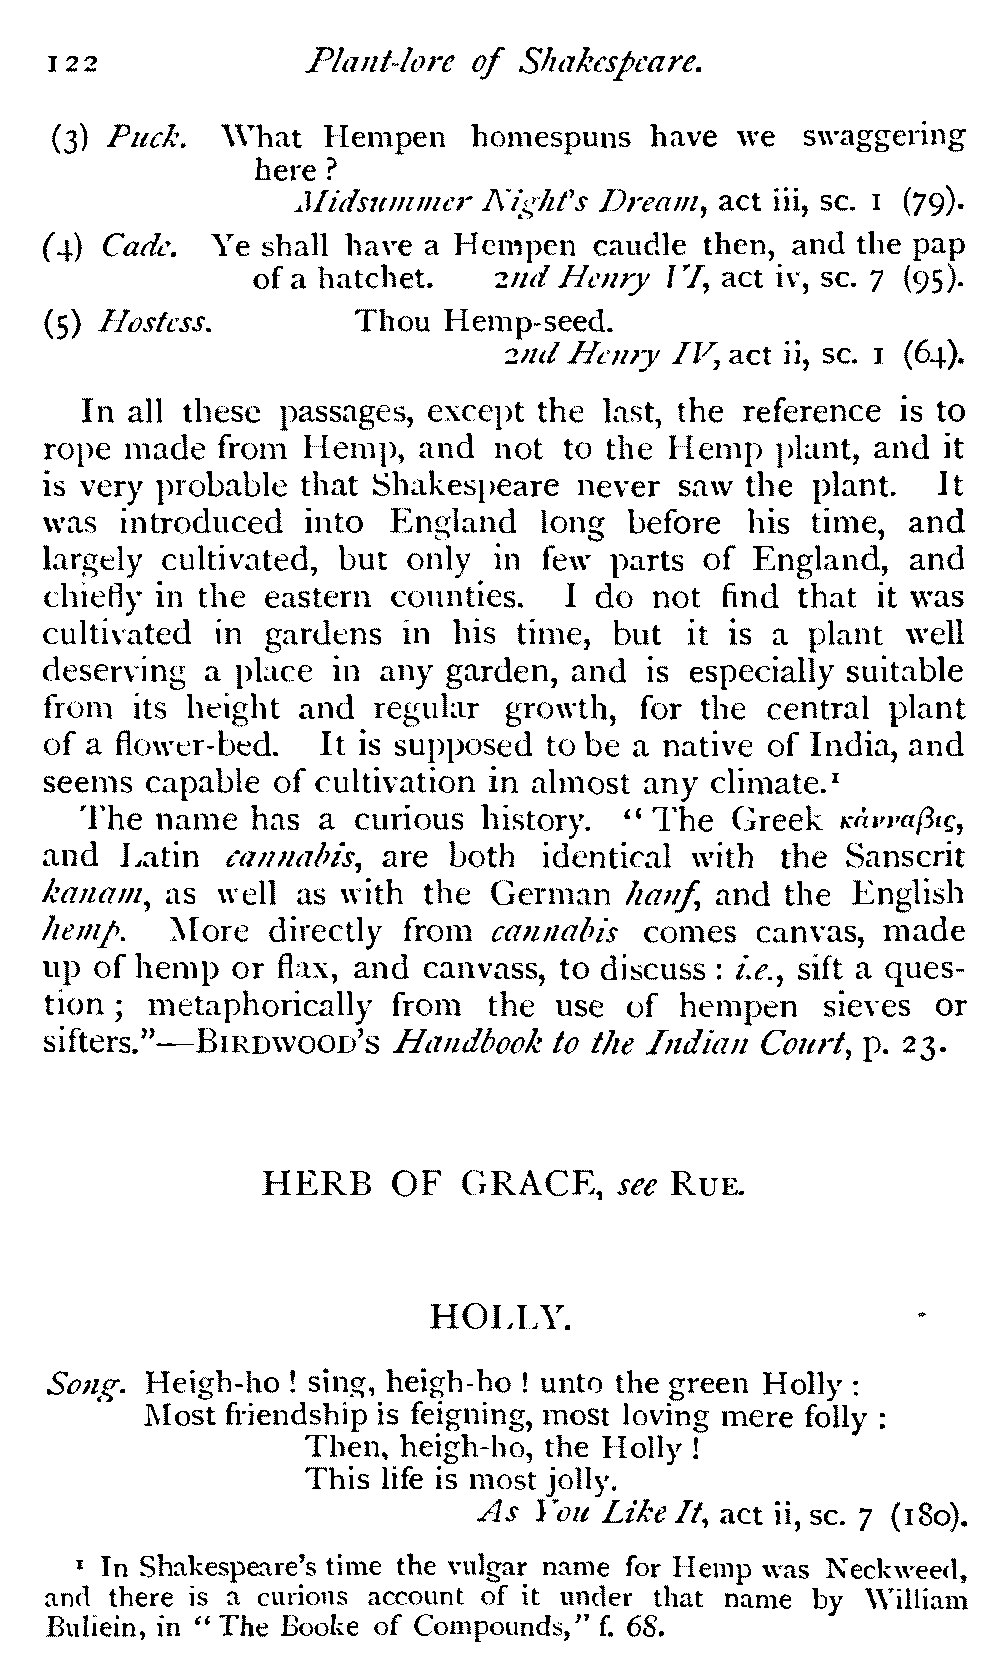 122 Plant-lore of Shakespeare.
(3) Puck. What Hempen homespuns have we swaggering
here ?
Midsummer Night's Dream, act iii, sc. 1 (79).
(4) Cade. Ye shall have a Hempen caudle then, and the pap
of a hatchet. 2nd Henry VI, act iv, sc. 7 (95).
(5) Hostess. Thou Hemp-seed.
2nd Henry IV, act ii, sc. 1 (64).
In all these passages, except the last, the reference is to
rope made from Hemp, and not to the Hemp plant, and it
is very probable that Shakespeare never saw the plant. It
was introduced into England long before his time, and
largely cultivated, but only in few parts of England, and
chiefly in the eastern counties. I do not find that it was
cultivated in gardens in his time, but it is a plant well
deserving a place in any garden, and is especially suitable
from its height and regular growth, for the central plant
of a flower-bed. It is supposed to be a native of India, and
seems capable of cultivation in almost any climate.¹
The name has a curious history. “ The Greek κάνναβις,
and Latin cannabis, are both identical with the Sanscrit
kanam, as well as with the German hanf, and the English
hemp. More directly from cannabis comes canvas, made
up of hemp or flax, and canvass, to discuss : i.e., sift a ques-
tion ; metaphorically from the use of hempen sieves or
sifters.”—BIRDWOOD'S Handbook to the Indian Court, p. 23.
HERB OF GRACE, see RUE.
HOLLY.
Song. Heigh-ho ! sing, heigh-ho ! unto the green Holly :
Most friendship is feigning, most loving mere folly :
Then, heigh-ho, the Holly !
This life is most jolly.
As You Like It, act ii, sc. 7 (180).
¹ In Shakespeare's time the vulgar name for Hemp was Neckweed,
and there is a curious account of it under that name by William
Bullein, in “ The Booke of Compounds,” f. 68.